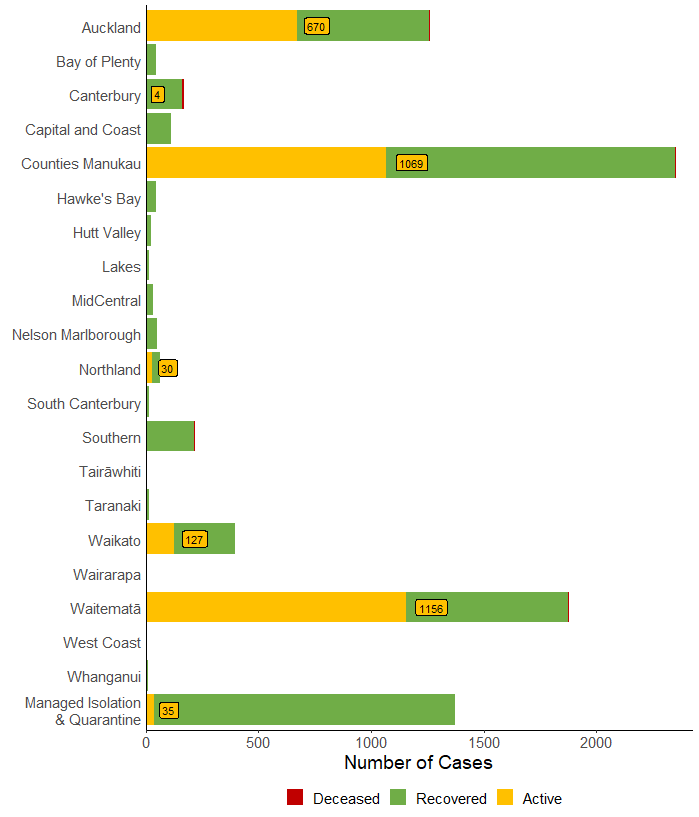 Auckland 670
Bay of Plenty
Canterbury 4
Capital and Coast
Counties Manukau 1069
Hawke's Bay
Hutt Valley
Lakes
MidCentral
Nelson Marlborough
Northland 30
South Canterbury
Southern
Tairāwhiti
Taranaki
Waikato 127
Wairarapa
Waitematā 1156
West Coast
Whanganui
Managed Isolation
& Quarantine 35
0 500 1000 1500 2000
Number of Cases
Deceased Recovered Active